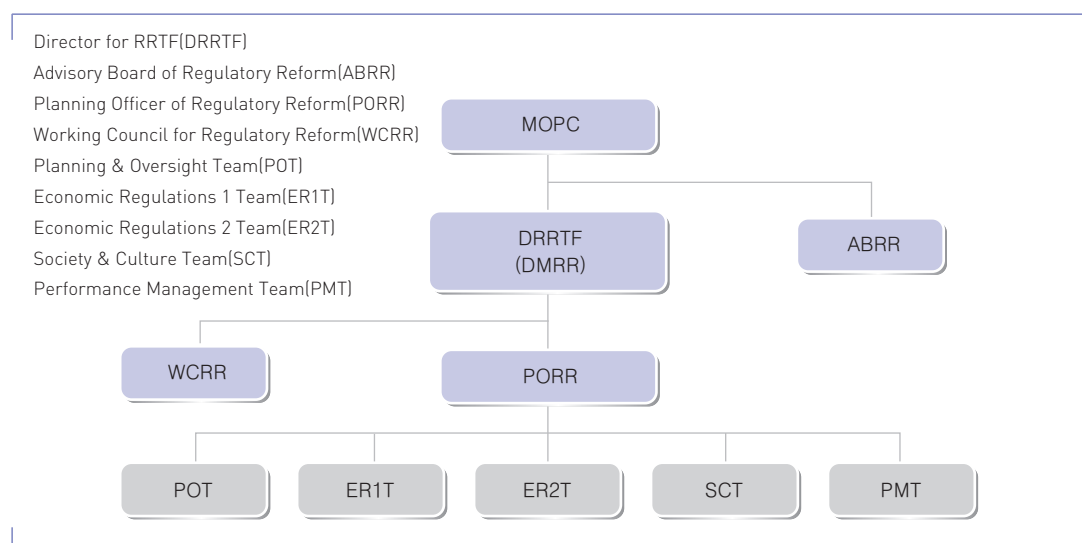 Director for RRTF(DRRTF)
Advisory Board of Regulatory Reform(ABRR)
Planning Officer of Regulatory Reform(PORR)
Working Council for Regulatory Reform(WCRR)
Planning & Oversight Team(POT)
Economic Regulations 1 Team(ER1T)
Economic Regulations 2 Team(ER2T)
Society & Culture Team(SCT)
Performance Management Team(PMT)
MOPC
DRRTF
(DMRR)
ABRR
WCRR
PORR
POT
ER1T
ER2T
SCT
PMT